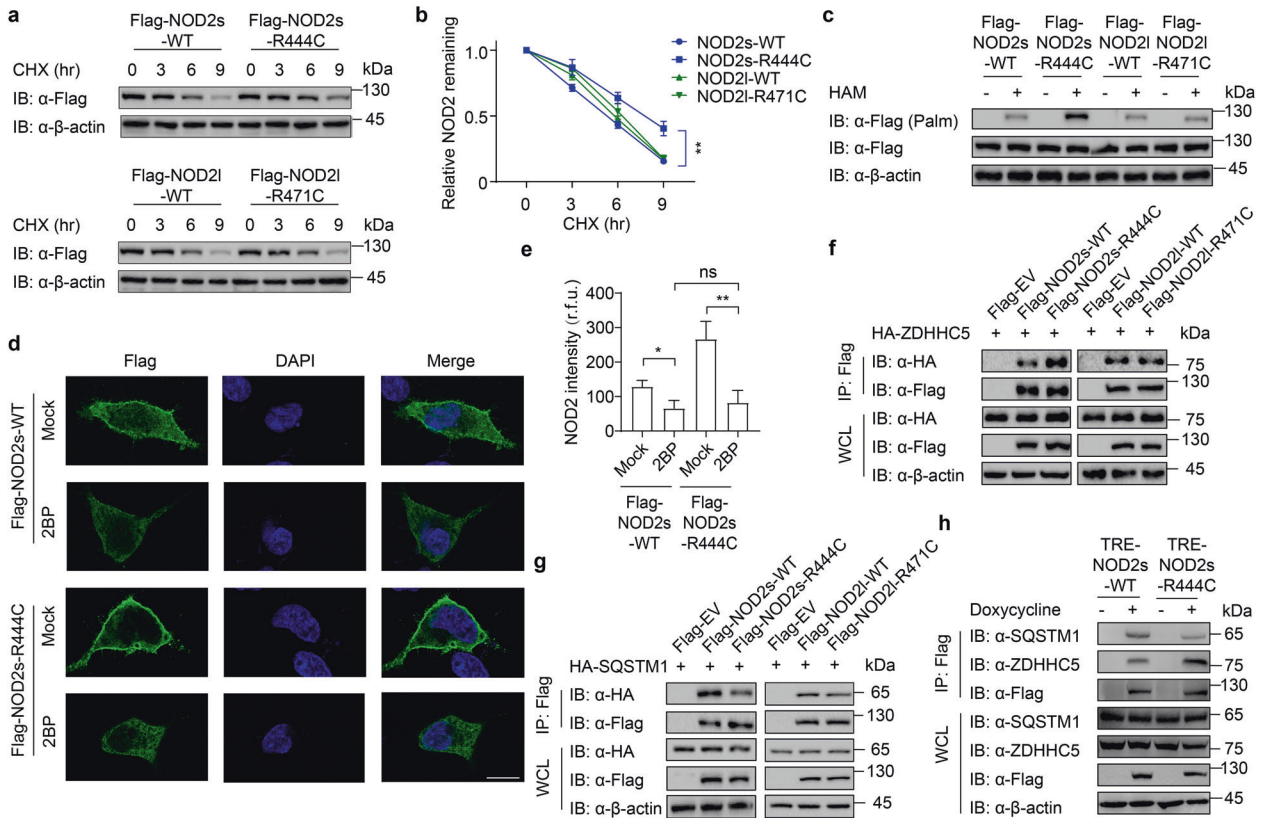 a
Flag-NOD2s
-WT
Flag-NOD2s
-R444C
CHX (hr) 0 3 6 9 0 3 6 9 kDa
IB: α-Flag 130
IB: α-β-actin 45
Flag-NOD2l
-WT
Flag-NOD2l
-R471C
CHX (hr) 0 3 6 9 0 3 6 9 kDa
IB: α-Flag 130
IB: α-β-actin 45
b
Relative NOD2 remaining
1.0
0.5
0
0 3 6 9
CHX (hr)
NOD2s-WT
NOD2s-R444C
NOD2l-WT
NOD2l-R471C
**
c
Flag-
NOD2s
-WT
Flag-
NOD2s
-R444C
Flag-
NOD2l
-WT
Flag-
NOD2l
-R471C
HAM - + - + - + - + kDa
IB: α-Flag (Palm) 130
IB: α-Flag 130
IB: α-β-actin 45
d
Flag DAPI Merge
Flag-NOD2s-WT
Mock
2BP
Flag-NOD2s-R444C
Mock
2BP
e
NOD2 intensity (r.f.u.)
400
300
200
100
0
* ** ns
Mock 2BP Mock 2BP
Flag-
NOD2s
-WT
Flag-
NOD2s
-R444C
f
Flag-EV
Flag-NOD2s-WT
Flag-NOD2s-R444C
Flag-EV
Flag-NOD2l-WT
Flag-NOD2l-R471C
HA-ZDHHC5 + + + + + + kDa
IP: Flag
IB: α-HA 75
IB: α-Flag 130
WCL
IB: α-HA 75
IB: α-Flag 130
IB: α-β-actin 45
g
Flag-EV
Flag-NOD2s-WT
Flag-NOD2s-R444C
Flag-EV
Flag-NOD2l-WT
Flag-NOD2l-R471C
HA-SQSTM1 + + + + + + kDa
IP: Flag
IB: α-HA 65
IB: α-Flag 130
WCL
IB: α-HA 65
IB: α-Flag 130
IB: α-β-actin 45
h
TRE-
NOD2s
-WT
TRE-
NOD2s
-R444C
Doxycycline - + - + kDa
IP: Flag
IB: α-SQSTM1 65
IB: α-ZDHHC5 75
IB: α-Flag 130
WCL
IB: α-SQSTM1 65
IB: α-ZDHHC5 75
IB: α-Flag 130
IB: α-β-actin 45